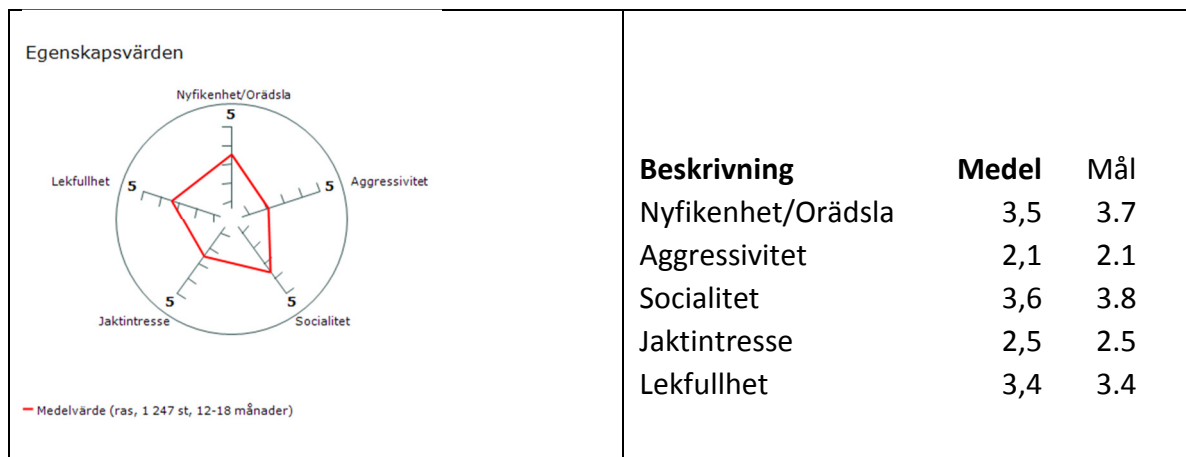 Egenskapsvärden
Nyfikenhet/Orädsla
5
Lekfullhet
5
5
Aggressivitet
5
5
Jaktintresse
Socialitet
Medelvärde (ras, 1 247 st, 12-18 månader)
Beskrivning Medel Mål
Nyfikenhet/Orädsla 3,5 3.7
Aggressivitet 2,1 2.1
Socialitet 3,6 3.8
Jaktintresse 2,5 2.5
Lekfullhet 3,4 3.4